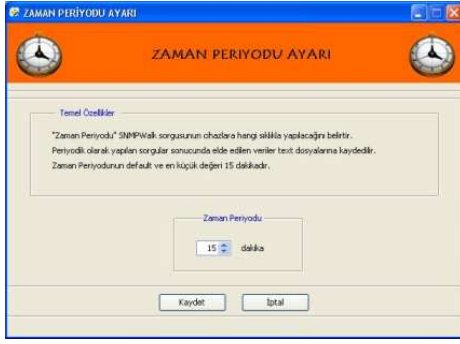 ZAMAN PERİYODU AYARI
ZAMAN PERIYODU AYARI
Temel Özellikler
"Zaman Periyodu" SNMPWalk sorgusunun cihazlara hangi sıklıkla yapılacağını belirtir.
Periyodik olarak yapılan sorgular sonucunda elde edilen veriler text dosyalarına kaydedilir.
Zaman Periyodunun default ve en küçük değeri 15 dakikadır.
Zaman Periyodu
15 dakika
Kaydet İptal